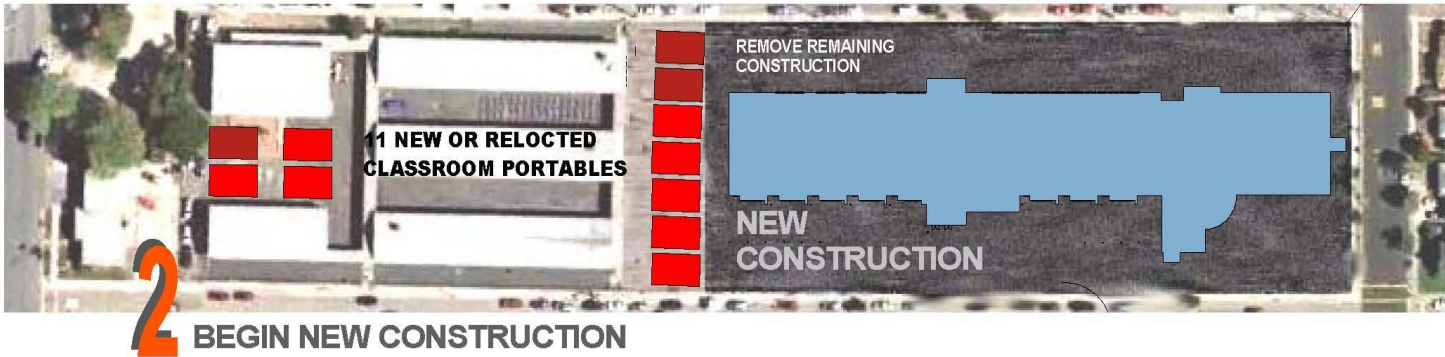 REMOVE REMAINING
CONSTRUCTION
11 NEW OR RELOCTED
CLASSROOM PORTABLES
NEW
CONSTRUCTION
2 BEGIN NEW CONSTRUCTION